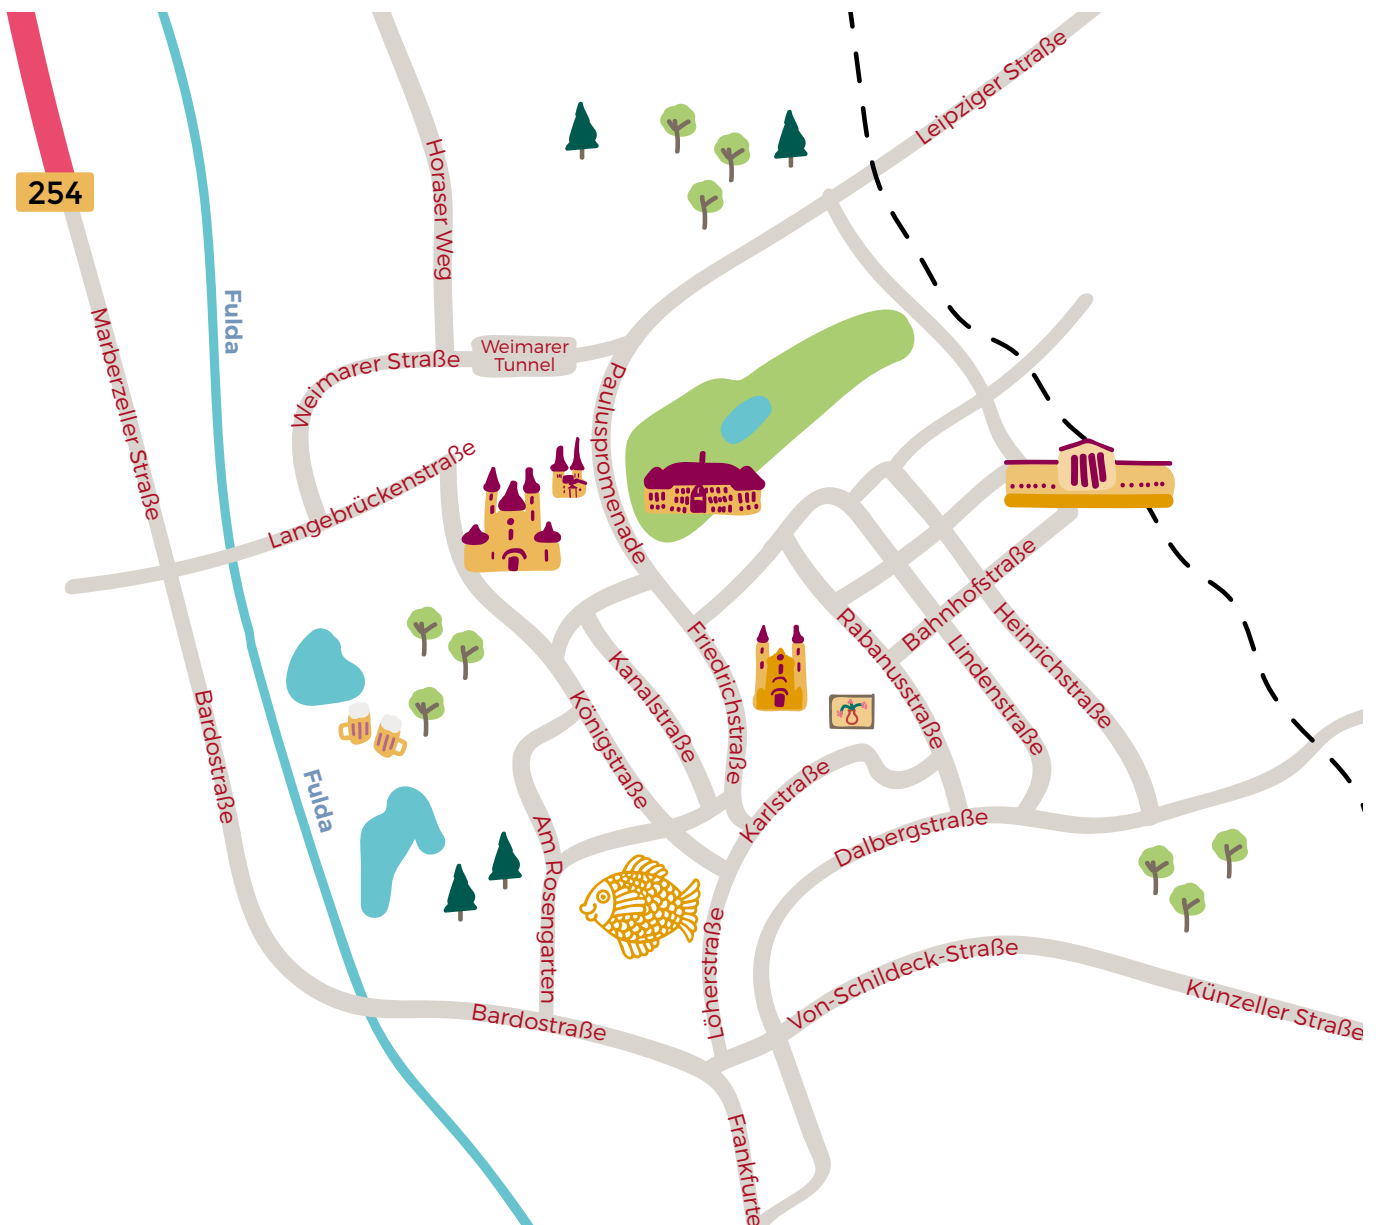 Leipziger Straße
Horaser Weg
254
Fulda
Marberzeller Straße
Weimarer Straße
Weimarer
Tunnel
Pauluspromenade
Langebrückenstraße
Bahnhofstraße
Rabanusstraße
Lindenstraße
Heinrichstraße
Friedrichstraße
Kanalstraße
Königstraße
Bardostraße
Fulda
Karlstraße
Am Rosengarten
Dalbergstraße
Löherstraße
Von-Schildeck-Straße
Künzeller Straße
Bardostraße
Frankfurte